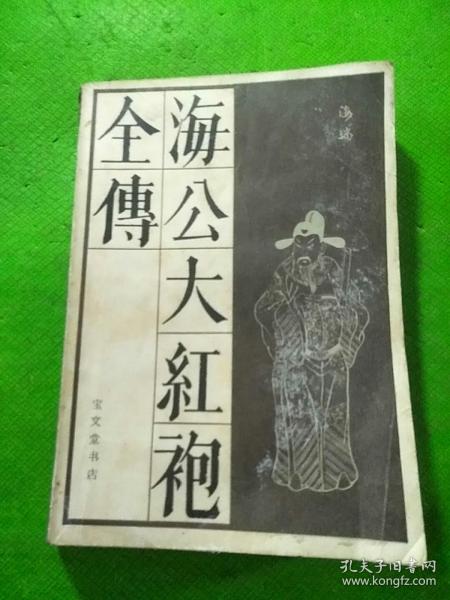 海瑞
海公大紅袍
全傳
宝文堂书店
孔夫子旧书网
www.kongfz.com